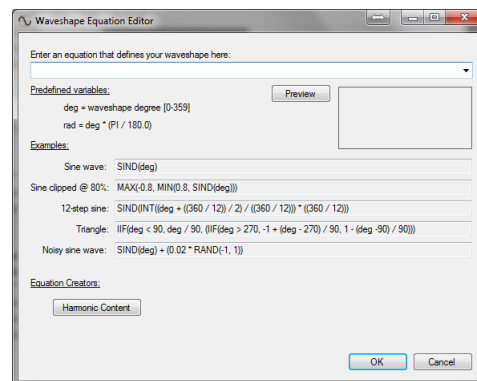 Waveshape Equation Editor
Enter an equation that defines your waveshape here:
Predefined variables:
Preview
deg = waveshape degree [0-359]
rad = deg * (PI / 180.0)
Examples:
Sine wave: SIND(deg)
Sine clipped @ 80%: MAX(-0.8, MIN(0.8, SIND(deg)))
12-step sine: SIND(INT((deg + ((360 / 12)) / 2) / ((360 / 12))) * ((360 / 12)))
Triangle: IIF(deg < 90, deg / 90, (IIF(deg > 270, -1 + (deg - 270) / 90, 1 - (deg -90) / 90)))
Noisy sine wave: SIND(deg) + (0.02 * RAND(-1, 1))
Equation Creators:
Harmonic Content
OK Cancel